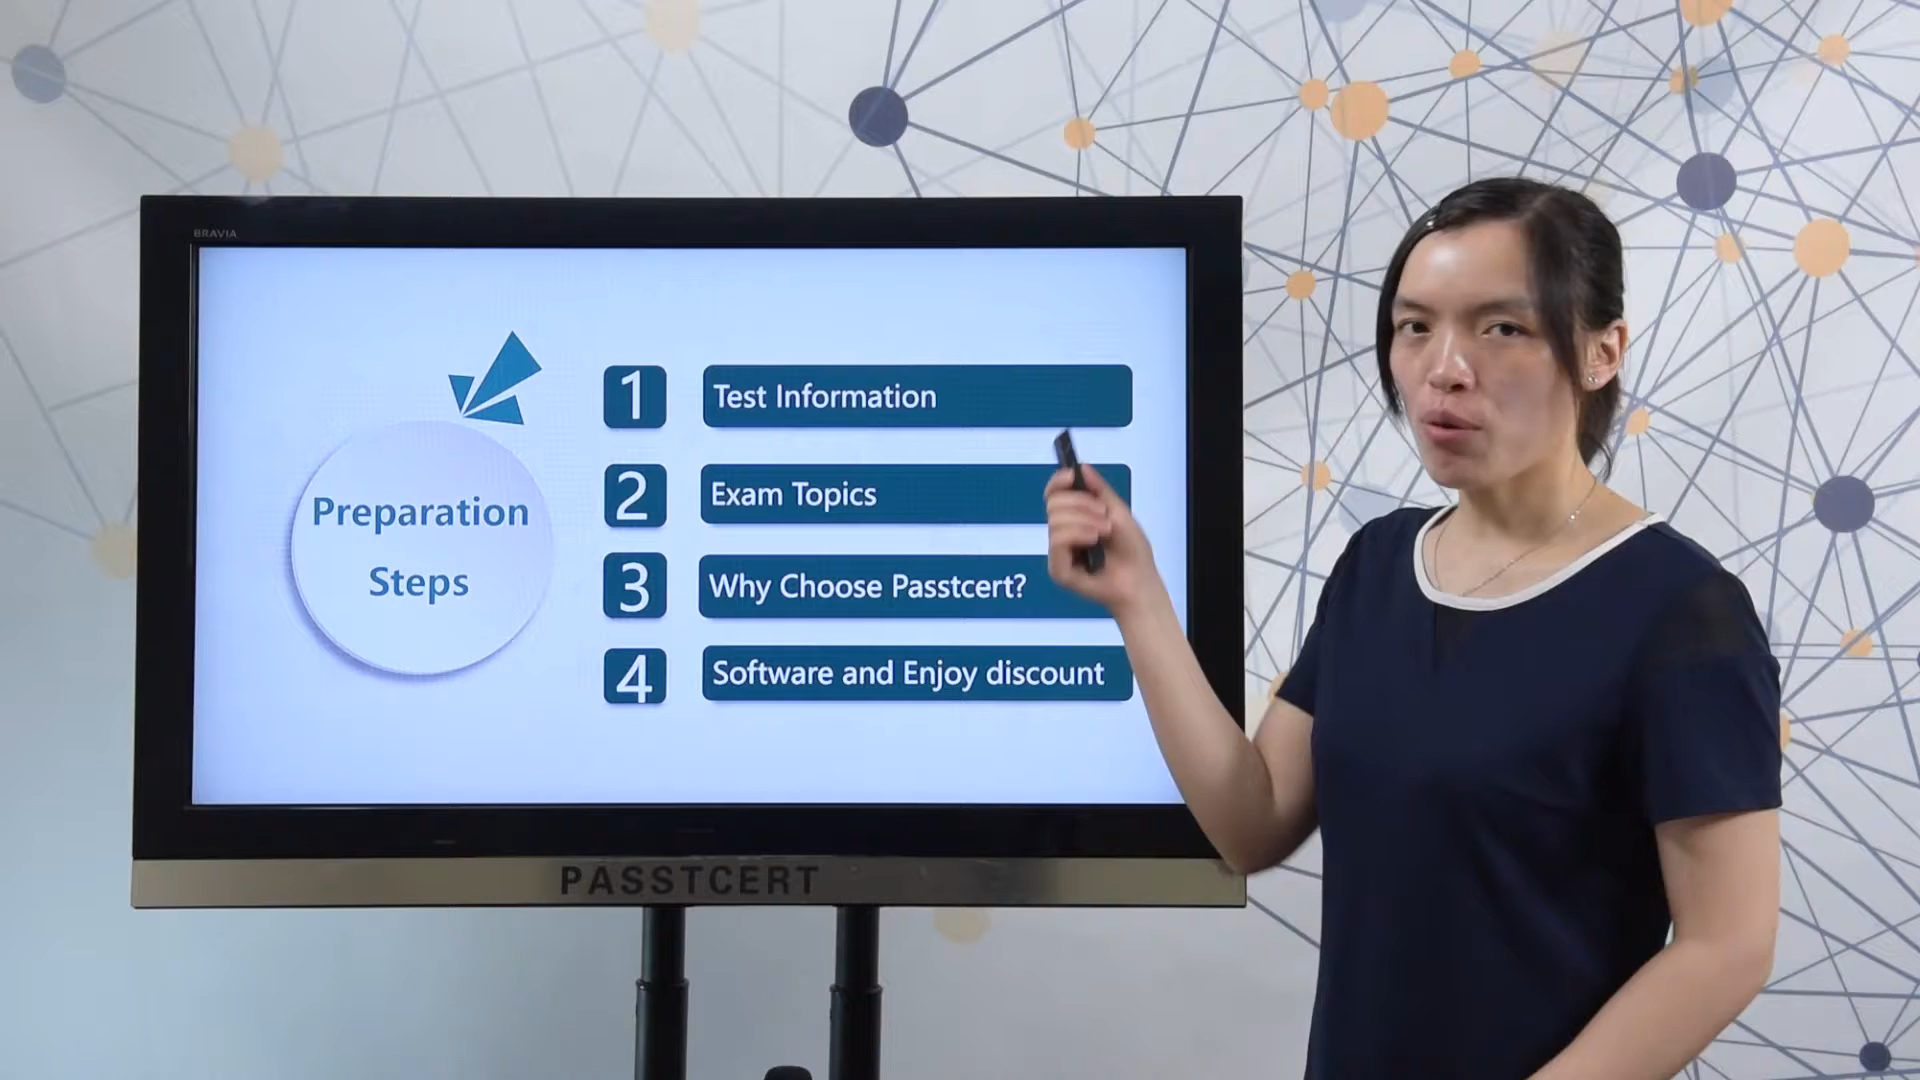 BRAVIA
Preparation
Steps
1 Test Information
2 Exam Topics
3 Why Choose Passtcert?
4 Software and Enjoy discount
PASSTCERT